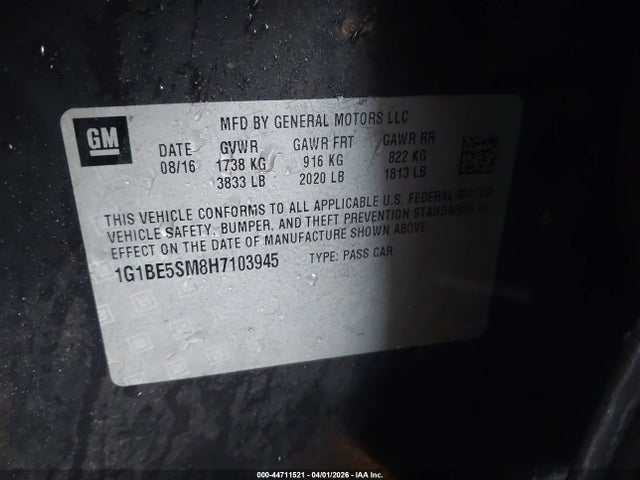 GM
MFD BY GENERAL MOTORS LLC
DATE GVWR GAWR FRT GAWR RR
08/16 1738 KG 916 KG 822 KG
3833 LB 2020 LB 1813 LB
THIS VEHICLE CONFORMS TO ALL APPLICABLE U.S. FEDERAL MOTOR
VEHICLE SAFETY, BUMPER, AND THEFT PREVENTION STANDARDS IN
EFFECT ON THE DATE OF MANUFACTURE SHOWN ABOVE.
1G1BE5SM8H7103945 TYPE: PASS CAR
000-44711521 - 04/01/2026 - IAA Inc.